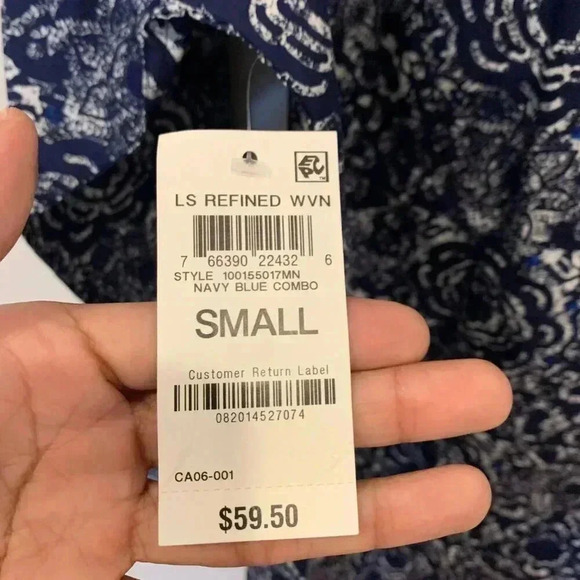 LS REFINED WVN
7 66390 22432 6
STYLE 100155017MN
NAVY BLUE COMBO
SMALL
Customer Return Label
082014527074
CA06-001
$59.50